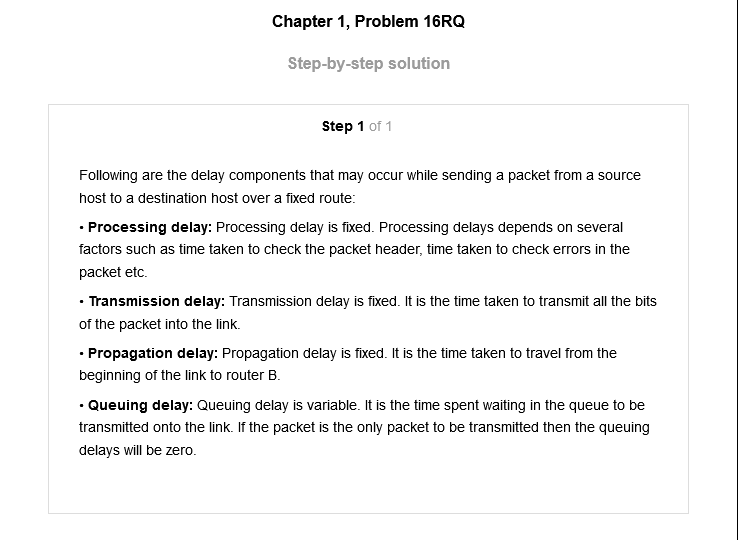 Chapter 1, Problem 16RQ
Step-by-step solution
Step 1 of 1
Following are the delay components that may occur while sending a packet from a source
host to a destination host over a fixed route:
• Processing delay: Processing delay is fixed. Processing delays depends on several
factors such as time taken to check the packet header, time taken to check errors in the
packet etc.
• Transmission delay: Transmission delay is fixed. It is the time taken to transmit all the bits
of the packet into the link.
• Propagation delay: Propagation delay is fixed. It is the time taken to travel from the
beginning of the link to router B.
• Queuing delay: Queuing delay is variable. It is the time spent waiting in the queue to be
transmitted onto the link. If the packet is the only packet to be transmitted then the queuing
delays will be zero.